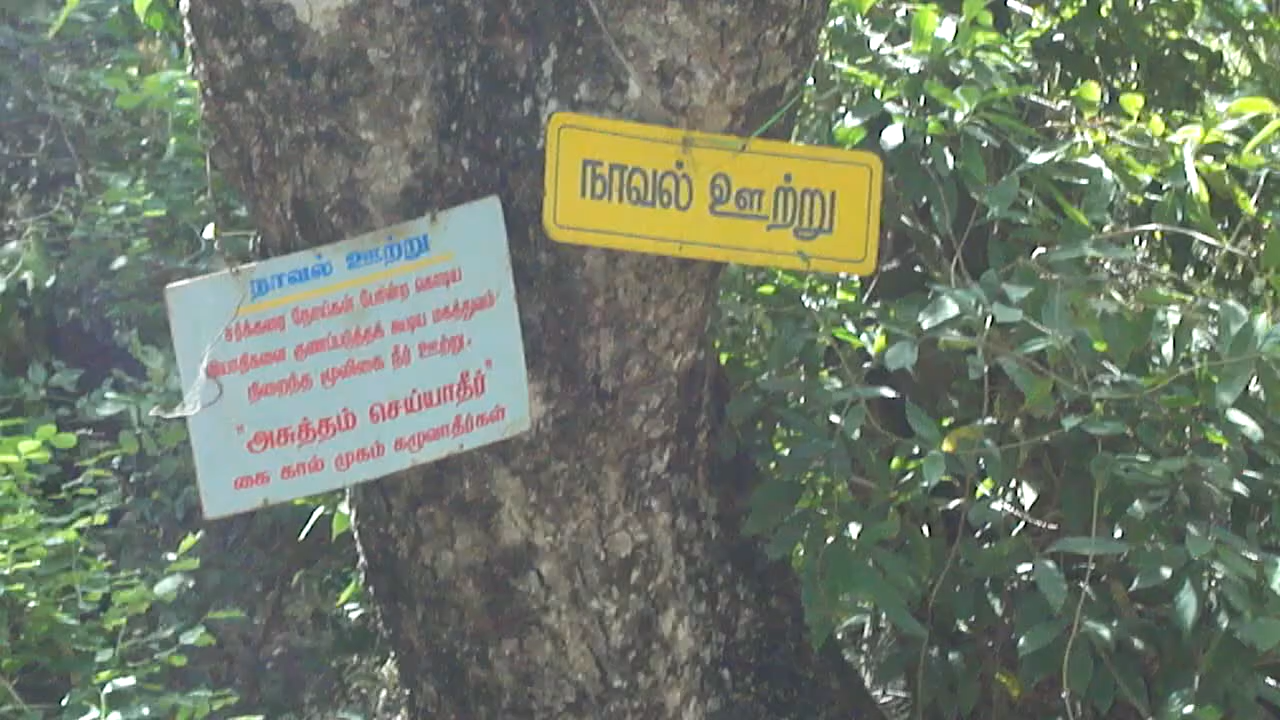 நாவல் ஊற்று
நாவல் ஊற்று
சர்க்கரை நோய்கள் போன்ற கொடிய
வியாதிகளை குணப்படுத்தக் கூடிய மகத்துவம்
நிறைந்த மூலிகை நீர் ஊற்று.
"அசுத்தம் செய்யாதீர்"
கை கால் முகம் கழுவாதீர்கள்